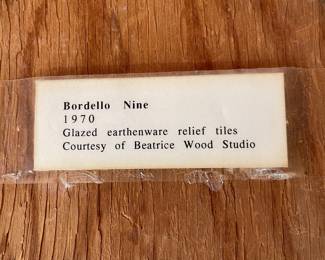 Bordello Nine
1970
Glazed earthenware relief tiles
Courtesy of Beatrice Wood Studio